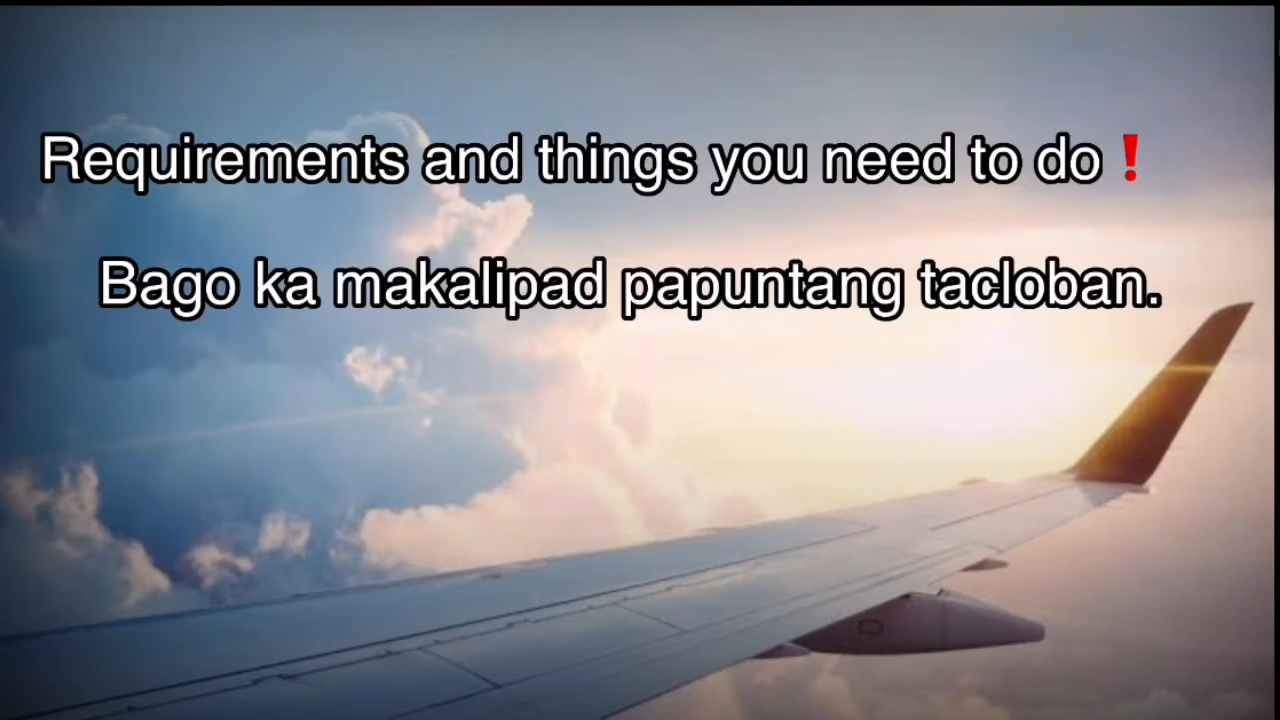 Requirements and things you need to do❗
Bago ka makalipad papuntang tacloban.